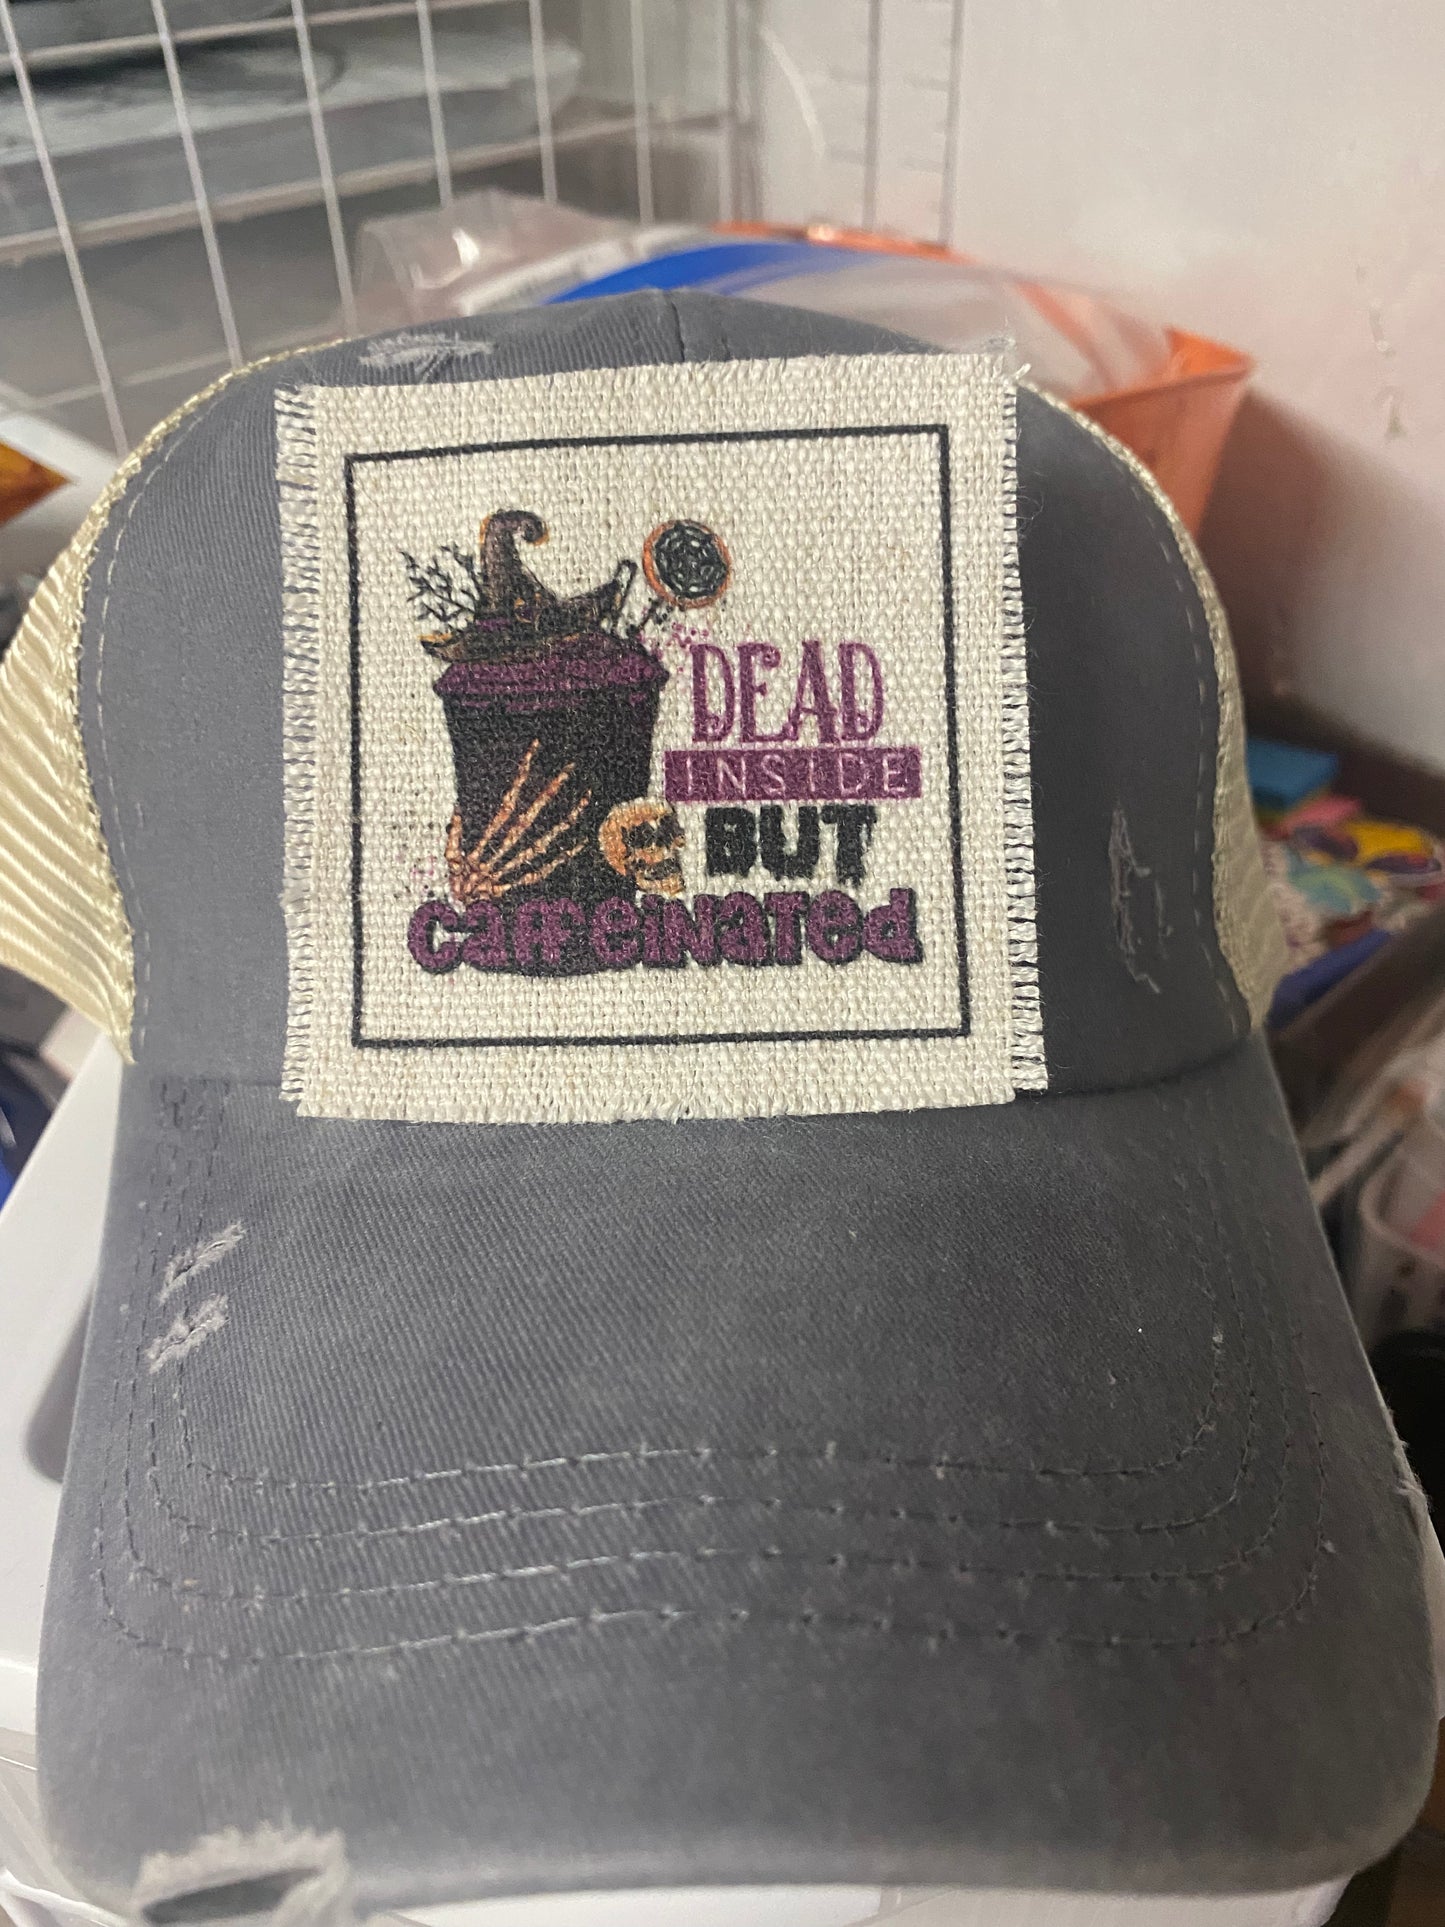 DEAD
INSIDE
BUT
caffeinated